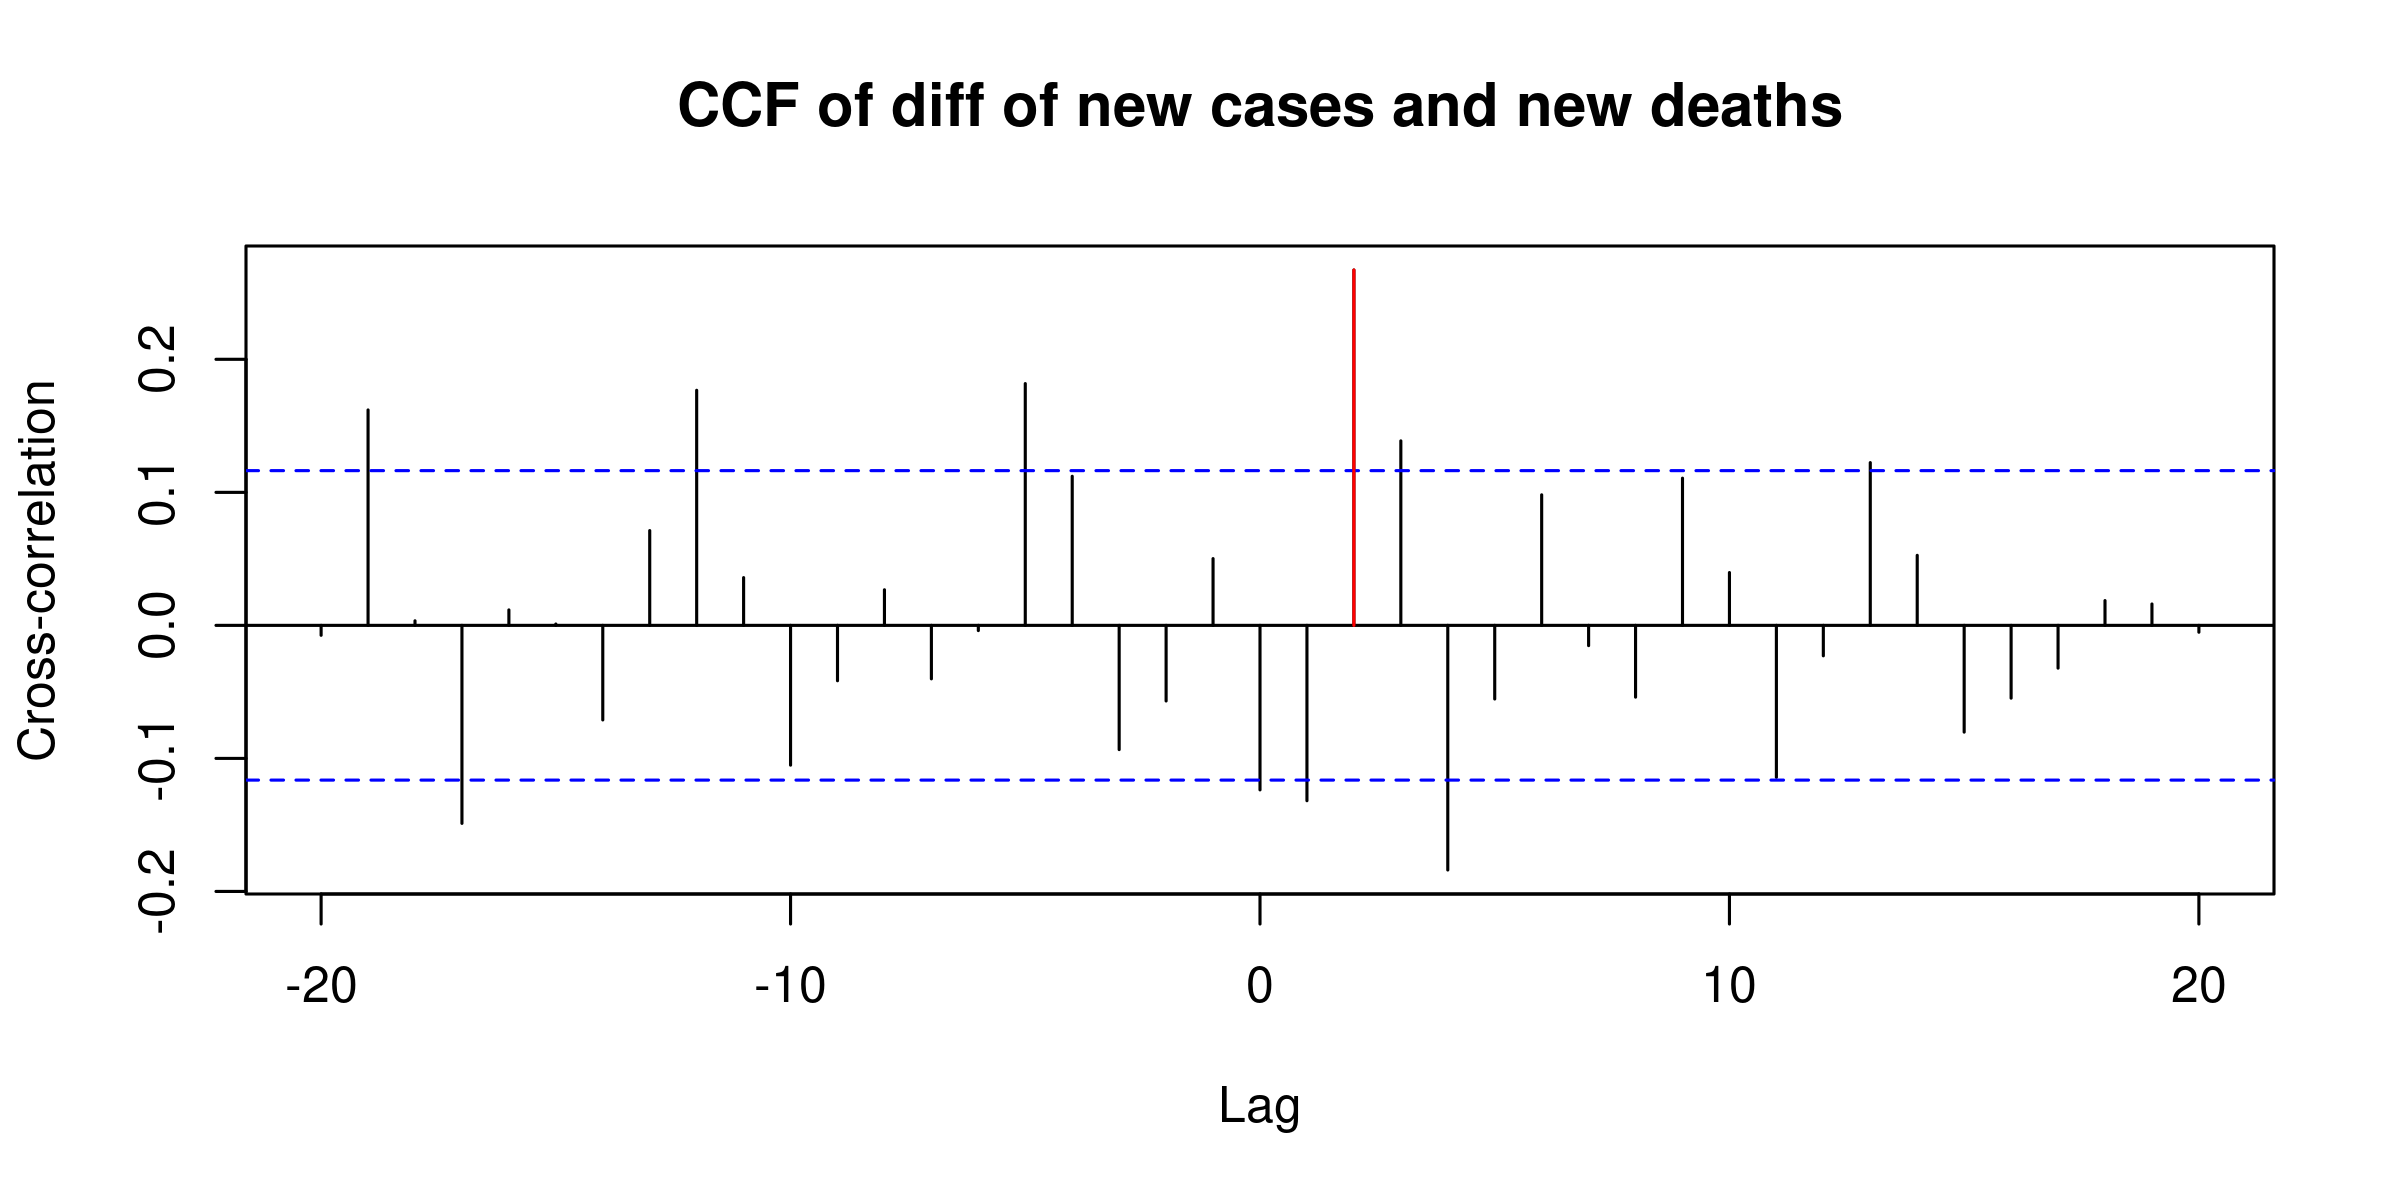 CCF of diff of new cases and new deaths
Cross-correlation
0.2
0.1
0.0
-0.1
-0.2
-20 -10 0 10 20
Lag